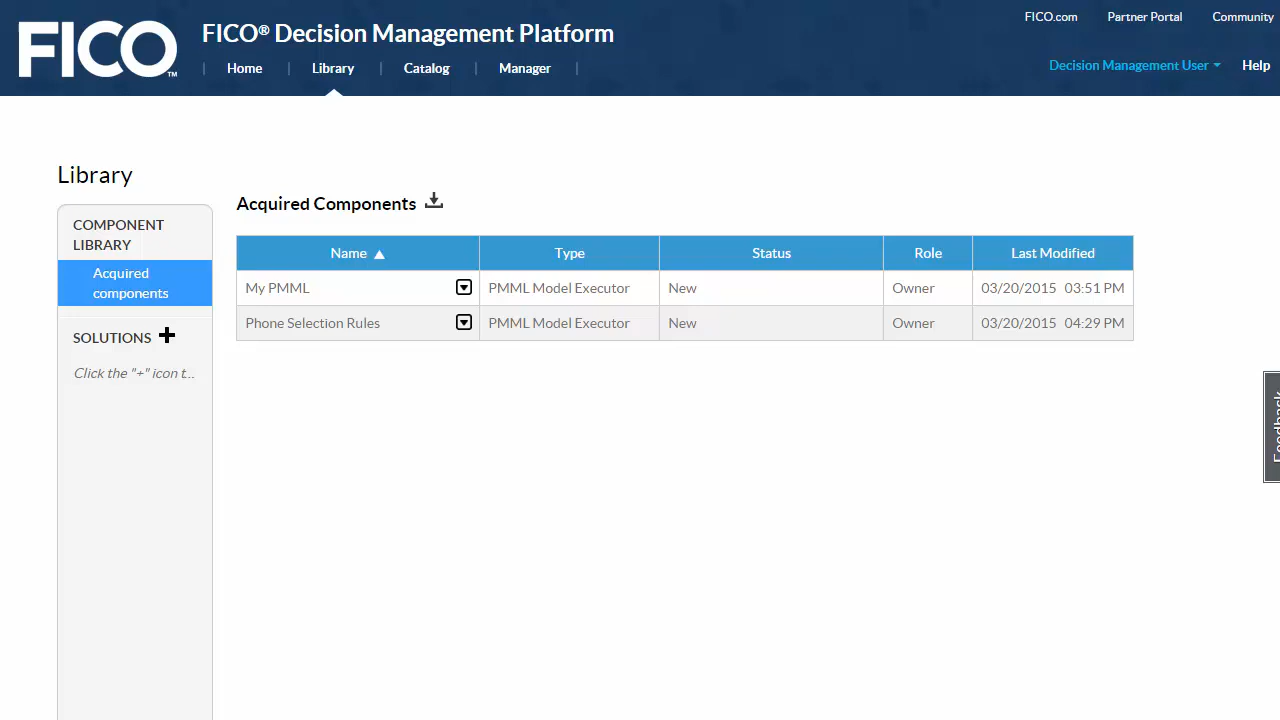 FICO™
FICO® Decision Management Platform
FICO.com Partner Portal Community
Home Library Catalog Manager
Decision Management User Help
Library
COMPONENT
LIBRARY
Acquired
components
SOLUTIONS
Click the "+" icon t...
Acquired Components
Name Type Status Role Last Modified
My PMML PMML Model Executor New Owner 03/20/2015 03:51 PM
Phone Selection Rules PMML Model Executor New Owner 03/20/2015 04:29 PM
Feedback